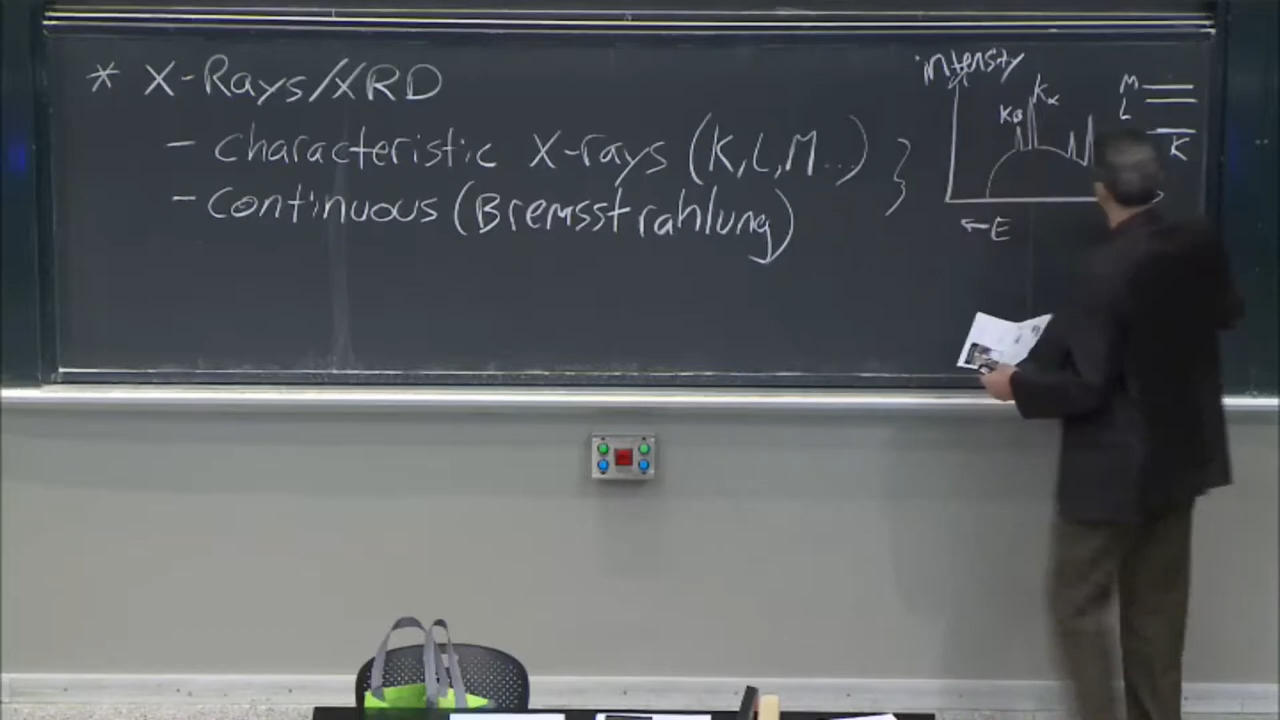 * X-Rays/XRD
- characteristic X-rays (K,L,M...) }
- continuous (Bremsstrahlung)
intensity
Kβ
Kα
M
L
K
←E